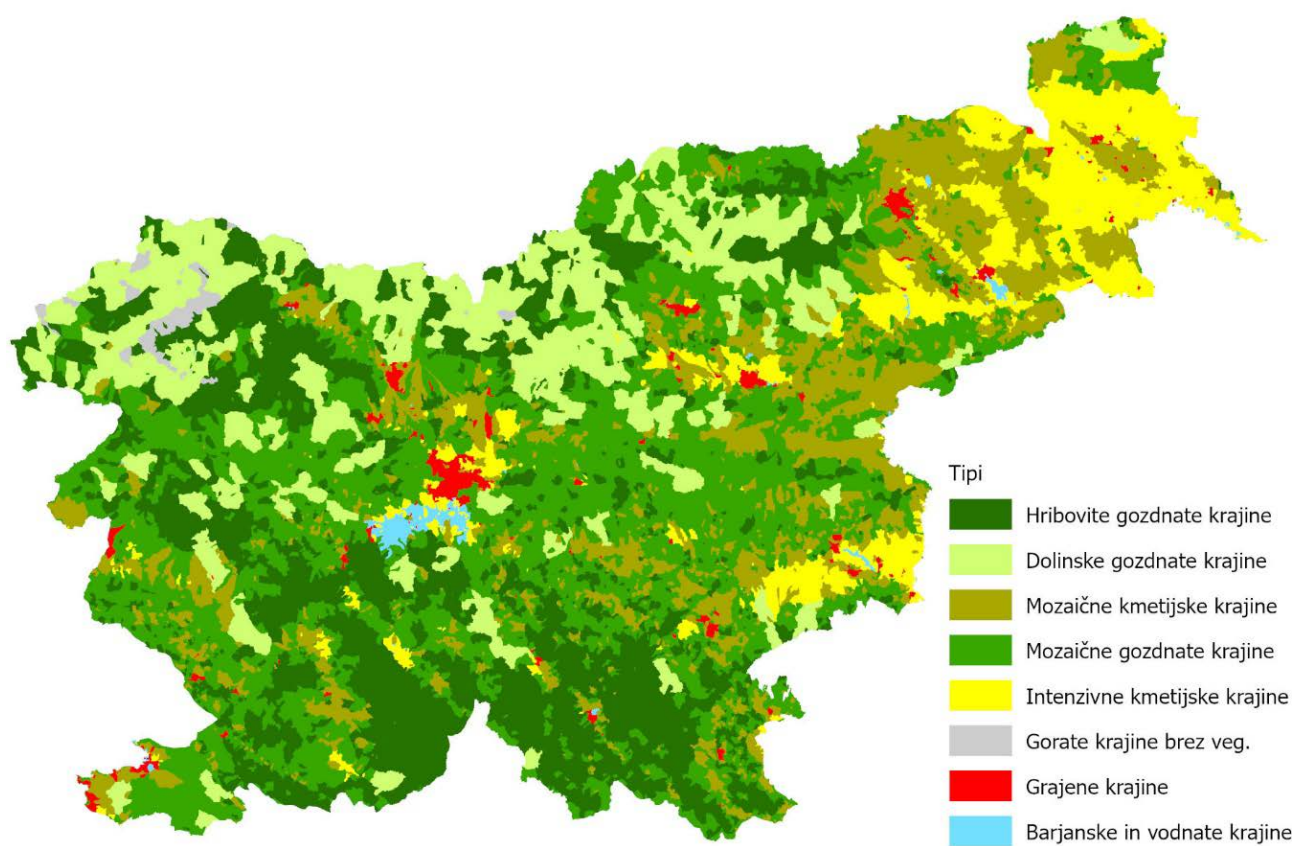 Tipi
Hribovite gozdnate krajine
Dolinske gozdnate krajine
Mozaične kmetijske krajine
Mozaične gozdnate krajine
Intenzivne kmetijske krajine
Gorate krajine brez veg.
Grajene krajine
Barjanske in vodnate krajine